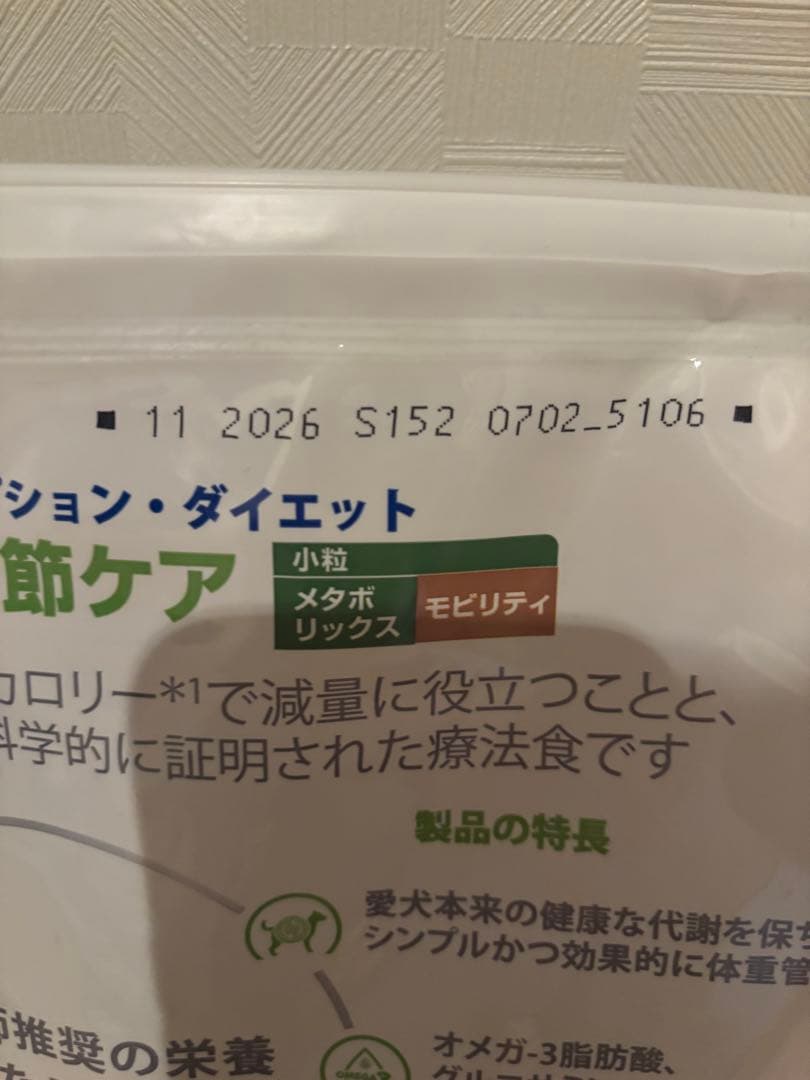 ■ 11 2026 S152 0702_5106 ■
ション・ダイエット
節ケア
小粒
メタボ
リックス
モビリティ
カロリー*1で減量に役立つことと、
科学的に証明された療法食です
製品の特長
愛犬本来の健康な代謝を保ち
シンプルかつ効果的に体重管
師推奨の栄養
オメガ-3脂肪酸、